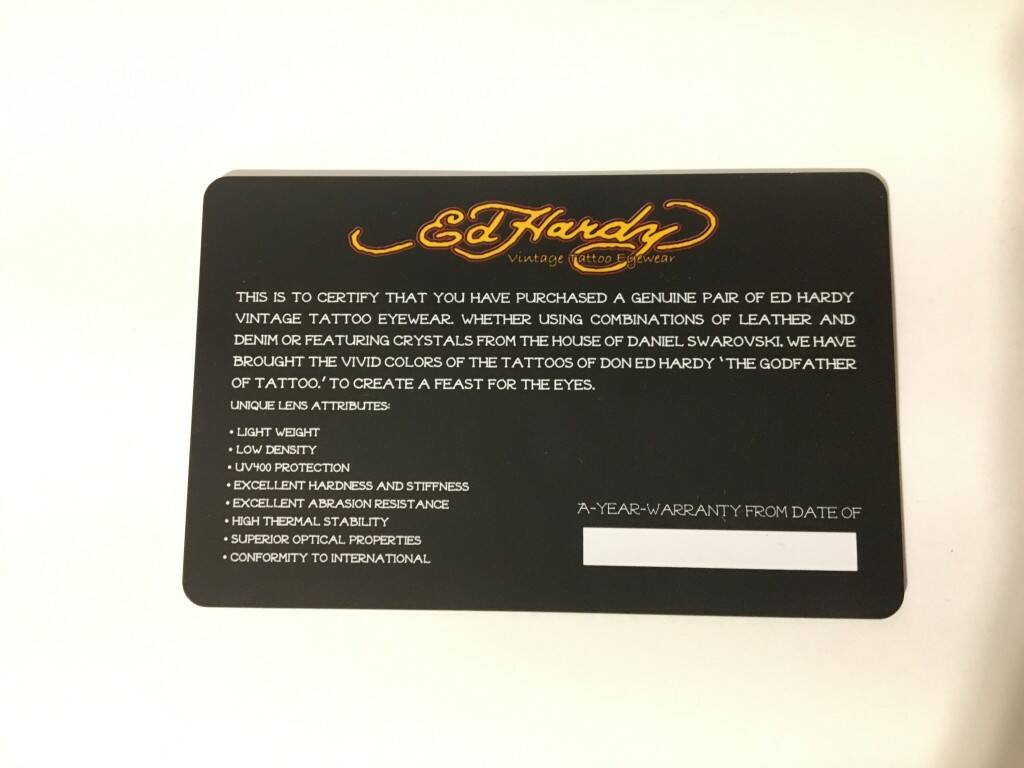 Ed Hardy
Vintage Tattoo Eyewear
THIS IS TO CERTIFY THAT YOU HAVE PURCHASED A GENUINE PAIR OF ED HARDY
VINTAGE TATTOO EYEWEAR. WHETHER USING COMBINATIONS OF LEATHER AND
DENIM OR FEATURING CRYSTALS FROM THE HOUSE OF DANIEL SWAROVSKI, WE HAVE
BROUGHT THE VIVID COLORS OF THE TATTOOS OF DON ED HARDY 'THE GODFATHER
OF TATTOO.' TO CREATE A FEAST FOR THE EYES.
UNIQUE LENS ATTRIBUTES:
• LIGHT WEIGHT
• LOW DENSITY
• UV400 PROTECTION
• EXCELLENT HARDNESS AND STIFFNESS
• EXCELLENT ABRASION RESISTANCE
• HIGH THERMAL STABILITY
• SUPERIOR OPTICAL PROPERTIES
• CONFORMITY TO INTERNATIONAL
A-YEAR-WARRANTY FROM DATE OF